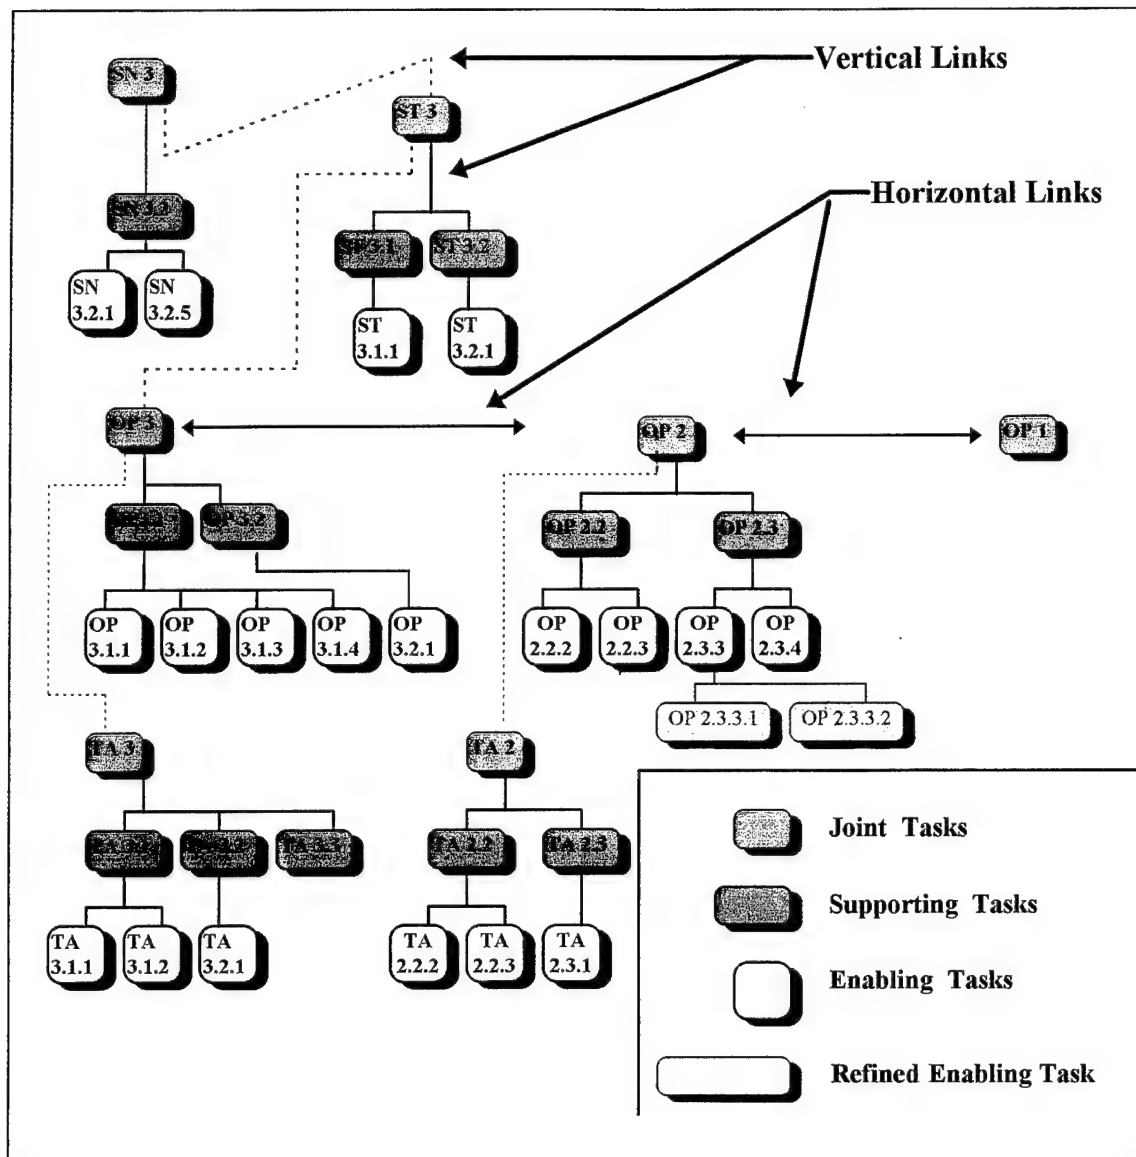 SN 3
Vertical Links
ST 3
Horizontal Links
SN 3.2
ST 3.2
SN
3.2.1
SN
3.2.5
ST
3.1.1
ST
3.2.1
OP 3
OP 2
OP 1
OP 3.2
OP 2.2
OP 2.3
OP
3.1.1
OP
3.1.2
OP
3.1.3
OP
3.1.4
OP
3.2.1
OP
2.2.2
OP
2.2.3
OP
2.3.3
OP
2.3.4
OP 2.3.3.1
OP 2.3.3.2
TA 3
TA 2
Joint Tasks
TA 3.3
TA 2.2
TA 2.3
Supporting Tasks
TA
3.1.1
TA
3.1.2
TA
3.2.1
TA
2.2.2
TA
2.2.3
TA
2.3.1
Enabling Tasks
Refined Enabling Task